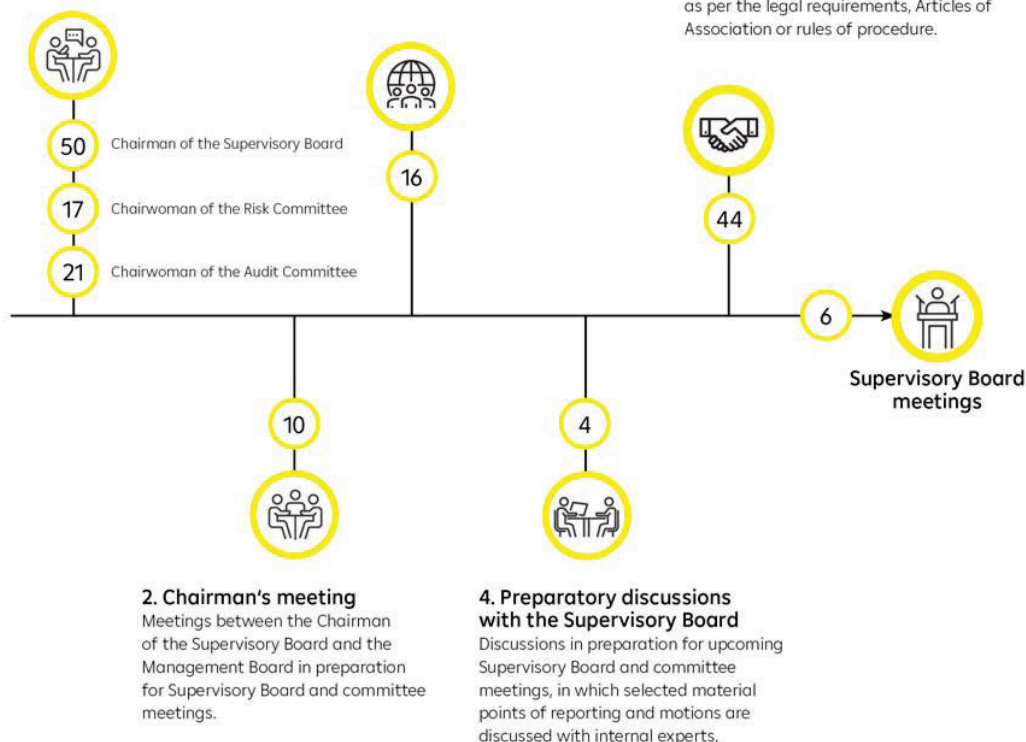 as per the legal requirements, Articles of
Association or rules of procedure.
50 Chairman of the Supervisory Board
17 Chairwoman of the Risk Committee
21 Chairwoman of the Audit Committee
16
44
6
Supervisory Board
meetings
10
2. Chairman's meeting
Meetings between the Chairman
of the Supervisory Board and the
Management Board in preparation
for Supervisory Board and committee
meetings.
4
4. Preparatory discussions
with the Supervisory Board
Discussions in preparation for upcoming
Supervisory Board and committee
meetings, in which selected material
points of reporting and motions are
discussed with internal experts.